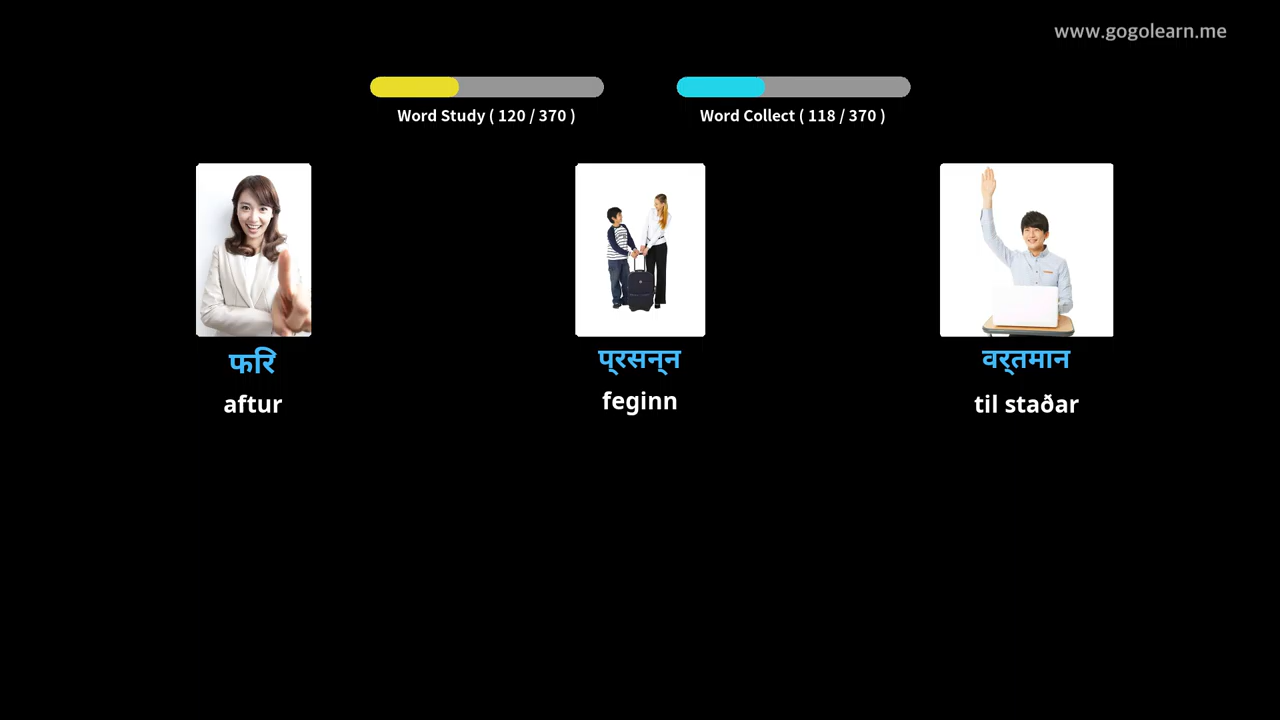 www.gogolearn.me
Word Study ( 120 / 370 )
Word Collect ( 118 / 370 )
फरि
प्रसन्न
वर्तमान
aftur
feginn
til staðar